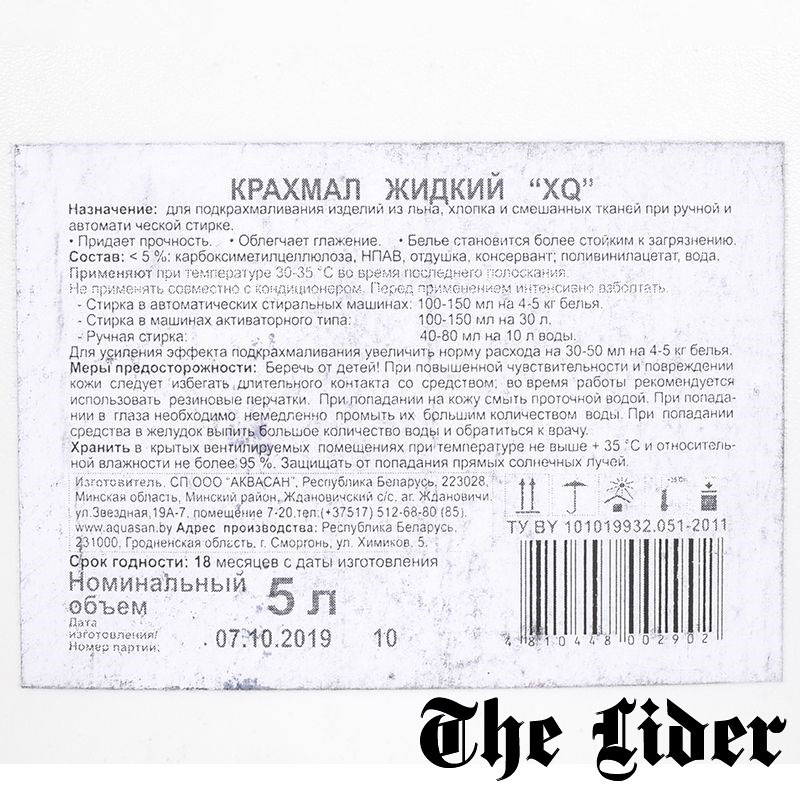 КРАХМАЛ ЖИДКИЙ “XQ”
Назначение: для подкрахмаливания изделий из льна, хлопка и смешанных тканей при ручной и
автомати ческой стирке.
• Придает прочность. • Облегчает глажение. • Белье становится более стойким к загрязнению.
Состав: < 5 %: карбоксиметилцеллюлоза, НПАВ, отдушка, консервант; поливинилацетат, вода.
Применяют при температуре 30-35 °С во время последнего полоскания.
Не применять совместно с кондиционером. Перед применением интенсивно взболтать.
- Стирка в автоматических стиральных машинах: 100-150 мл на 4-5 кг белья.
- Стирка в машинах активаторного типа: 100-150 мл на 30 л.
- Ручная стирка: 40-80 мл на 10 л воды.
Для усиления эффекта подкрахмаливания увеличить норму расхода на 30-50 мл на 4-5 кг белья.
Меры предосторожности: Беречь от детей! При повышенной чувствительности и повреждении
кожи следует избегать длительного контакта со средством; во время работы рекомендуется
использовать резиновые перчатки. При попадании на кожу смыть проточной водой. При попада-
нии в глаза необходимо немедленно промыть их большим количеством воды. При попадании
средства в желудок выпить большое количество воды и обратиться к врачу.
Хранить в крытых вентилируемых помещениях при температуре не выше + 35 °С и относитель-
ной влажности не более 95 %. Защищать от попадания прямых солнечных лучей.
Изготовитель: СП ООО "АКВАСАН", Республика Беларусь, 223028,
Минская область, Минский район, Ждановичский с/с, аг. Ждановичи,
ул.Звездная,19А-7, помещение 7-20.тел.(+37517) 512-68-80 (85).
www.aquasan.by Адрес производства: Республика Беларусь,
231000, Гродненская область, г. Сморгонь, ул. Химиков, 5.
ТУ BY 101019932.051-2011
Срок годности: 18 месяцев с даты изготовления
Номинальный
объем 5 л
Дата
изготовления/
Номер партии: 07.10.2019 10
4 810448 002902
The Lider